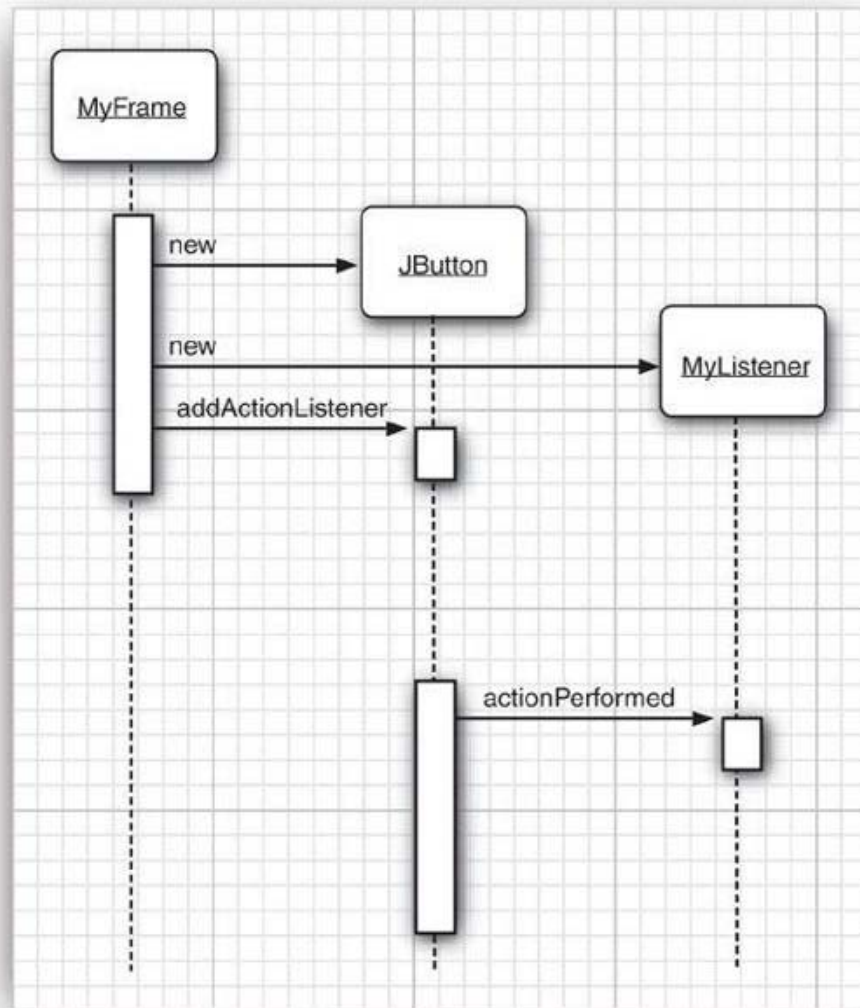 MyFrame
new
JButton
new
MyListener
addActionListener
actionPerformed